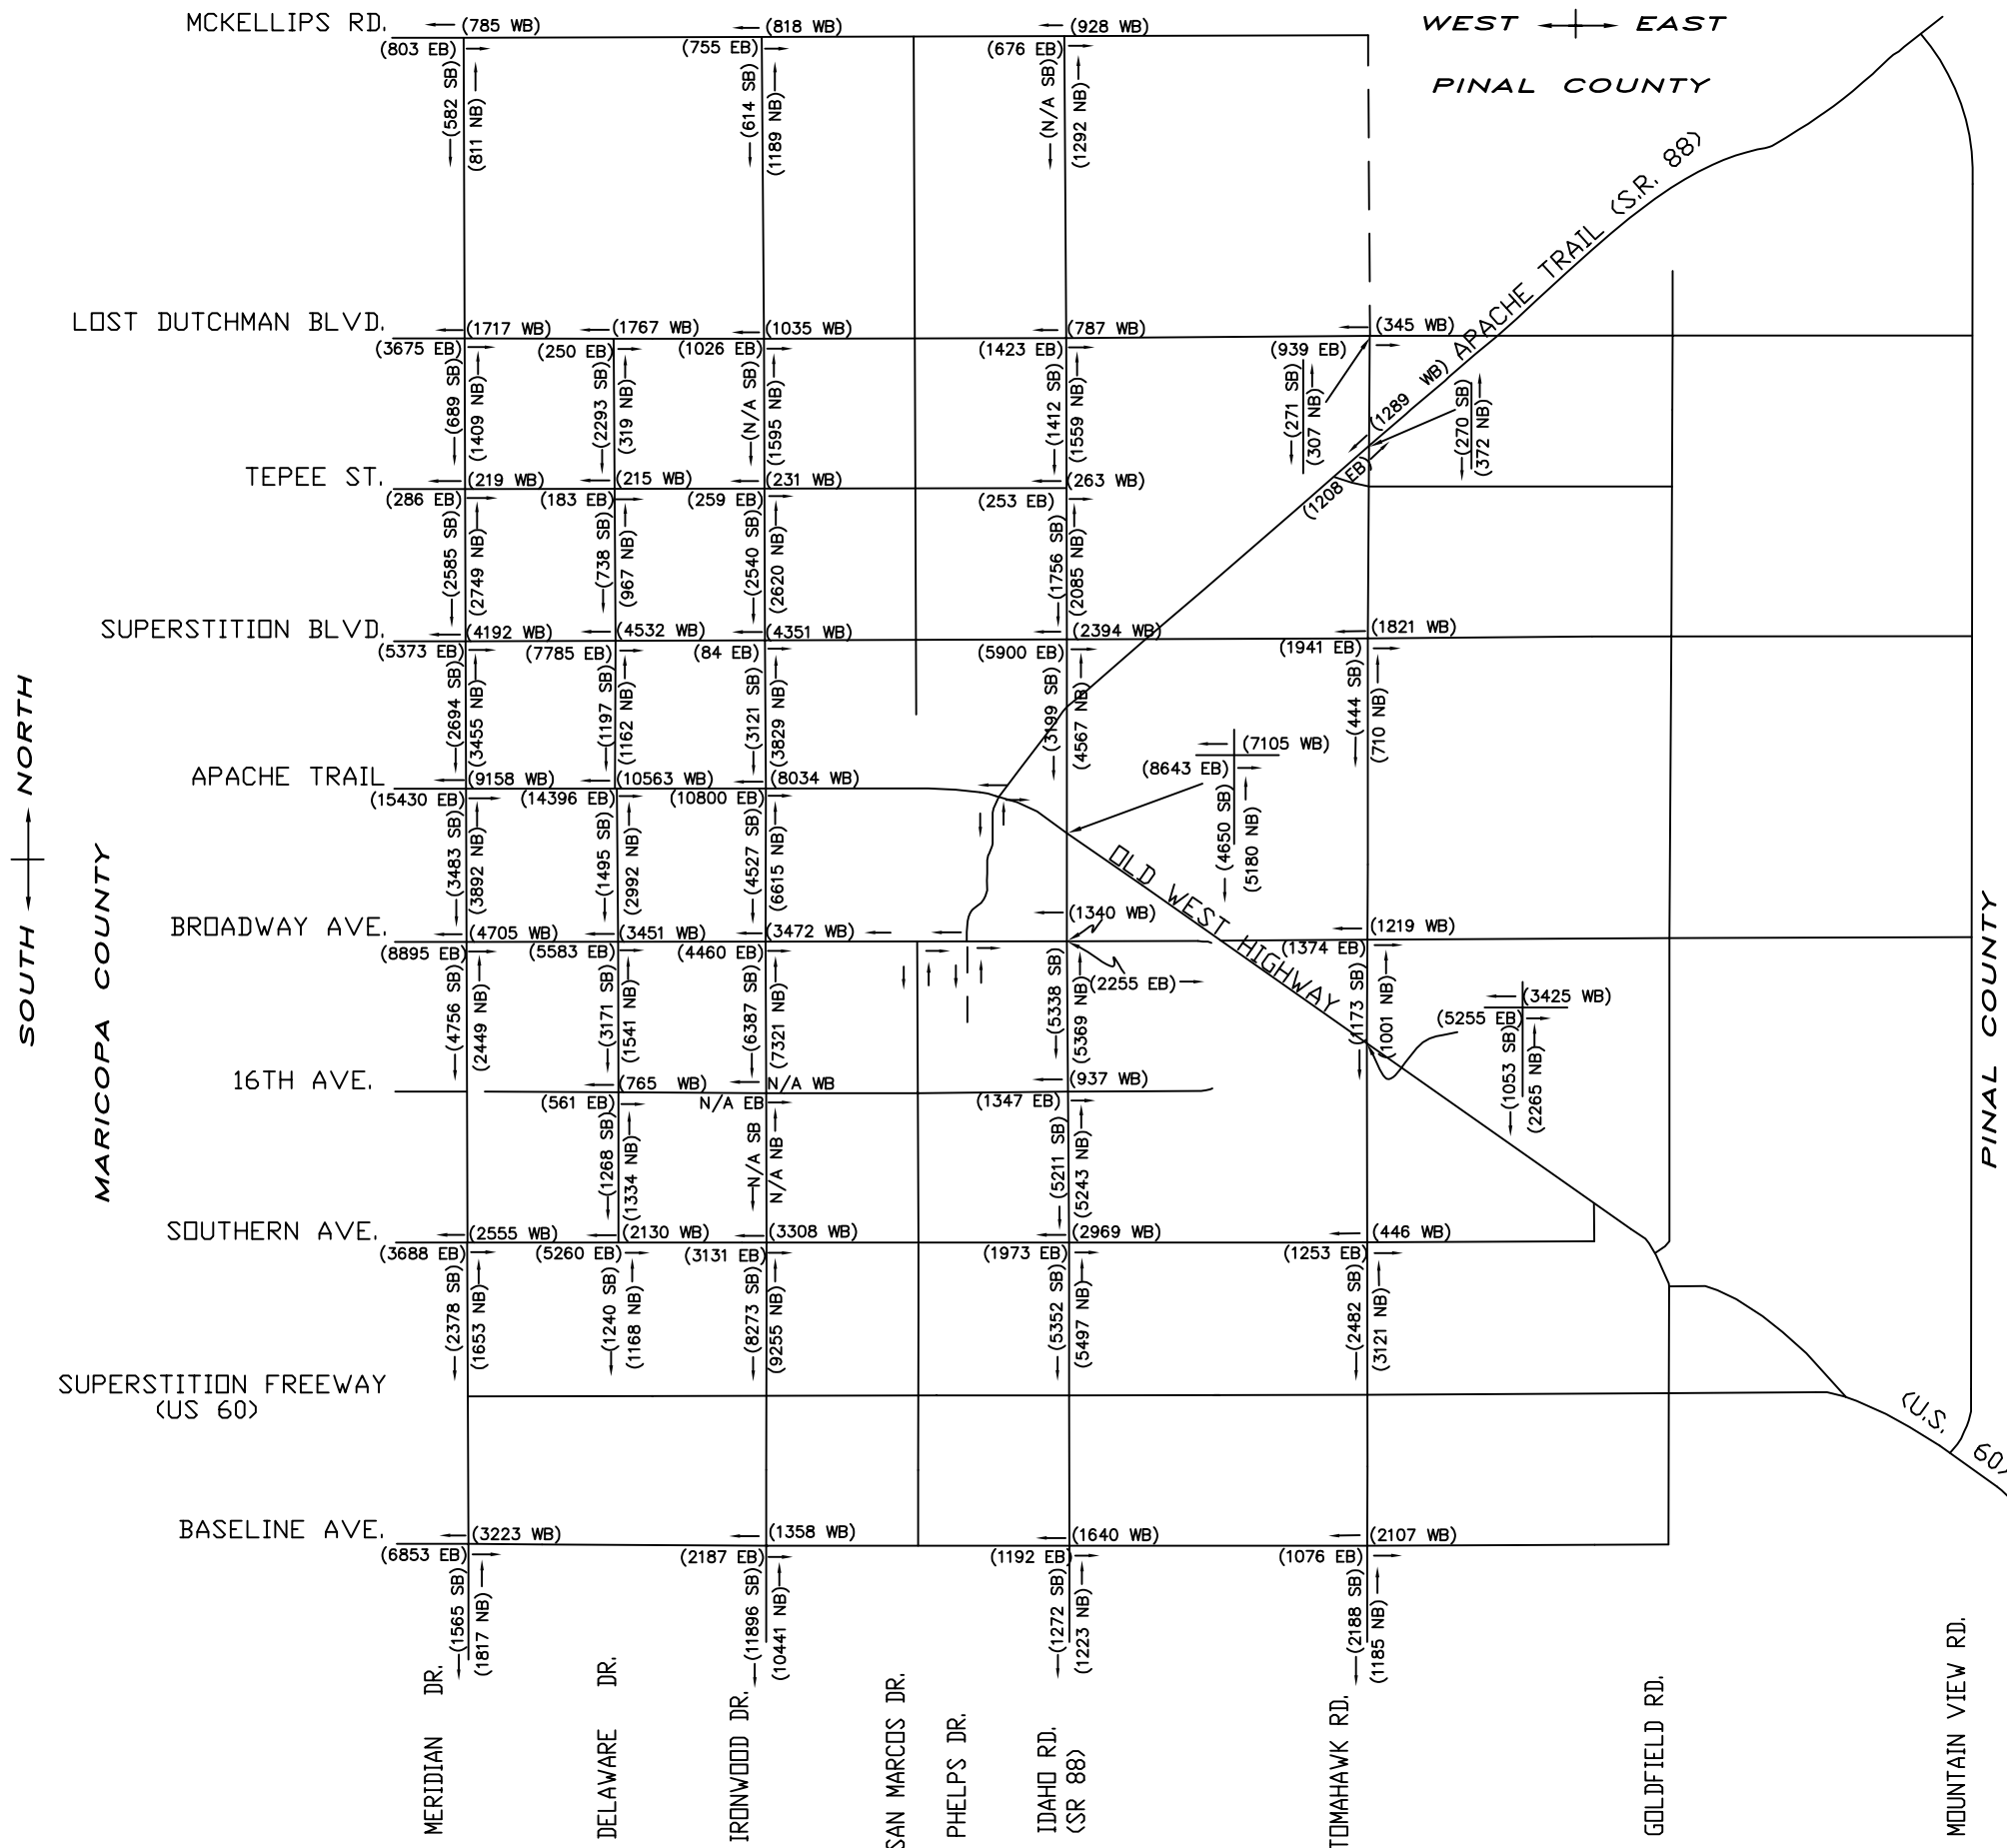 MCKELLIPS RD.
(785 WB)
(818 WB)
(928 WB)
WEST
EAST
(803 EB)
(755 EB)
(676 EB)
PINAL COUNTY
(582 SB)
(811 NB)
(614 SB)
(1189 NB)
(N/A SB)
(1292 NB)
APACHE TRAIL (S.R. 88)
LOST DUTCHMAN BLVD.
(1717 WB)
(1767 WB)
(1035 WB)
(787 WB)
(345 WB)
(3675 EB)
(250 EB)
(1026 EB)
(1423 EB)
(939 EB)
(689 SB)
(1409 NB)
(2293 SB)
(319 NB)
(N/A SB)
(1595 NB)
(1412 SB)
(1559 NB)
(271 SB)
(307 NB)
(1289 WB)
(1208 EB)
(270 SB)
(372 NB)
TEPEE ST.
(219 WB)
(215 WB)
(231 WB)
(263 WB)
(286 EB)
(183 EB)
(259 EB)
(253 EB)
(2585 SB)
(2749 NB)
(738 SB)
(967 NB)
(2540 SB)
(2620 NB)
(1756 SB)
(2085 NB)
SUPERSTITION BLVD.
(4192 WB)
(4532 WB)
(4351 WB)
(2394 WB)
(1821 WB)
(5373 EB)
(7785 EB)
(84 EB)
(5900 EB)
(1941 EB)
(2694 SB)
(3455 NB)
(1197 SB)
(1162 NB)
(3121 SB)
(3829 NB)
(3199 SB)
(4567 NB)
(444 SB)
(710 NB)
NORTH
SOUTH
MARICOPA COUNTY
APACHE TRAIL
(9158 WB)
(10563 WB)
(8034 WB)
(7105 WB)
(15430 EB)
(14396 EB)
(10800 EB)
(8643 EB)
(3483 SB)
(3892 NB)
(1495 SB)
(2992 NB)
(4527 SB)
(6615 NB)
(4650 SB)
(5180 NB)
OLD WEST HIGHWAY
BROADWAY AVE.
(4705 WB)
(3451 WB)
(3472 WB)
(1340 WB)
(1219 WB)
(8895 EB)
(5583 EB)
(4460 EB)
(2255 EB)
(1374 EB)
(4756 SB)
(2449 NB)
(3171 SB)
(1541 NB)
(6387 SB)
(7321 NB)
(5338 SB)
(5369 NB)
(1173 SB)
(1001 NB)
(3425 WB)
(5255 EB)
(1053 SB)
(2265 NB)
PINAL COUNTY
16TH AVE.
(765 WB)
N/A WB
(937 WB)
(561 EB)
N/A EB
(1347 EB)
(1268 SB)
(1334 NB)
N/A SB
N/A NB
(5211 SB)
(5243 NB)
SOUTHERN AVE.
(2555 WB)
(2130 WB)
(3308 WB)
(2969 WB)
(446 WB)
(3688 EB)
(5260 EB)
(3131 EB)
(1973 EB)
(1253 EB)
(2378 SB)
(1653 NB)
(1240 SB)
(1168 NB)
(8273 SB)
(9255 NB)
(5352 SB)
(5497 NB)
(2482 SB)
(3121 NB)
SUPERSTITION FREEWAY
(US 60)
(U.S. 60)
BASELINE AVE.
(3223 WB)
(1358 WB)
(1640 WB)
(2107 WB)
(6853 EB)
(2187 EB)
(1192 EB)
(1076 EB)
(1565 SB)
(1817 NB)
(11896 SB)
(10441 NB)
(1272 SB)
(1223 NB)
(2188 SB)
(1185 NB)
MERIDIAN DR.
DELAWARE DR.
IRONWOOD DR.
SAN MARCOS DR.
PHELPS DR.
IDAHO RD.
(SR 88)
TOMAHAWK RD.
GOLDFIELD RD.
MOUNTAIN VIEW RD.